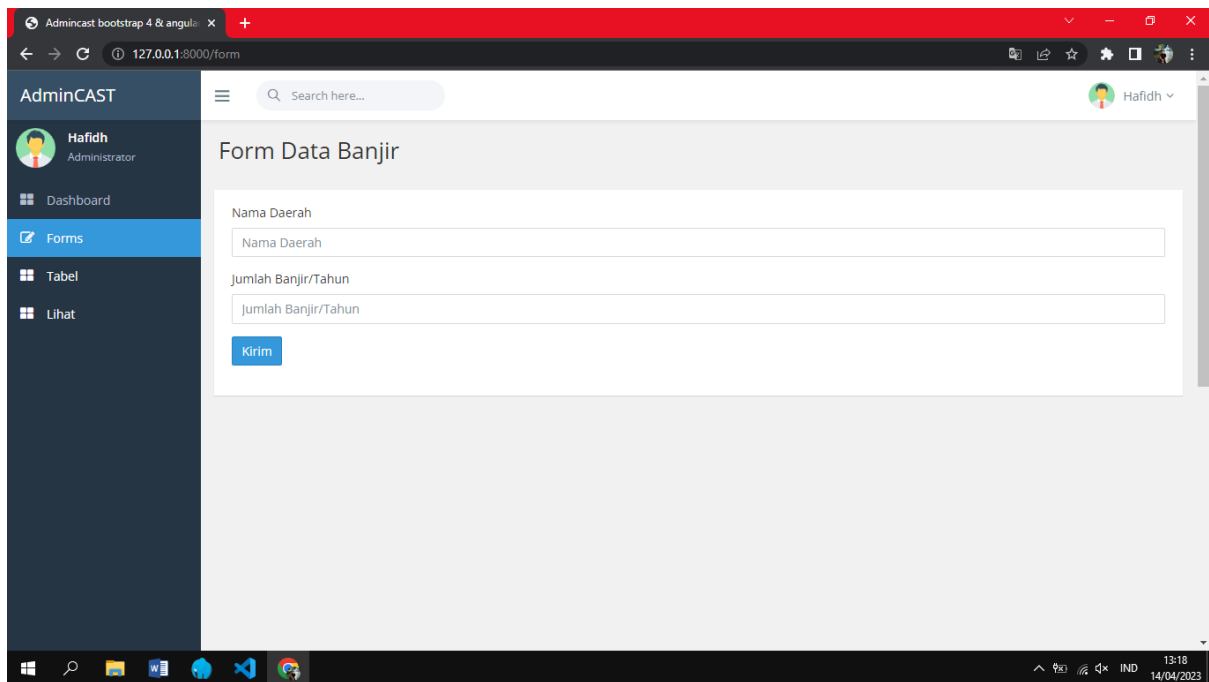 Admincast bootstrap 4 & angula
127.0.0.1:8000/form
AdminCAST
Search here...
Hafidh
Hafidh
Administrator
Form Data Banjir
Dashboard
Forms
Tabel
Lihat
Nama Daerah
Nama Daerah
Jumlah Banjir/Tahun
Jumlah Banjir/Tahun
Kirim
IND
13:18
14/04/2023